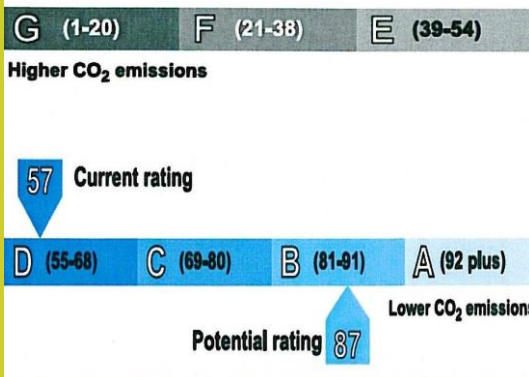 G (1-20) F (21-38) E (39-54)
Higher CO₂ emissions
57 Current rating
D (55-68) C (69-80) B (81-91) A (92 plus)
Lower CO₂ emissions
Potential rating 87